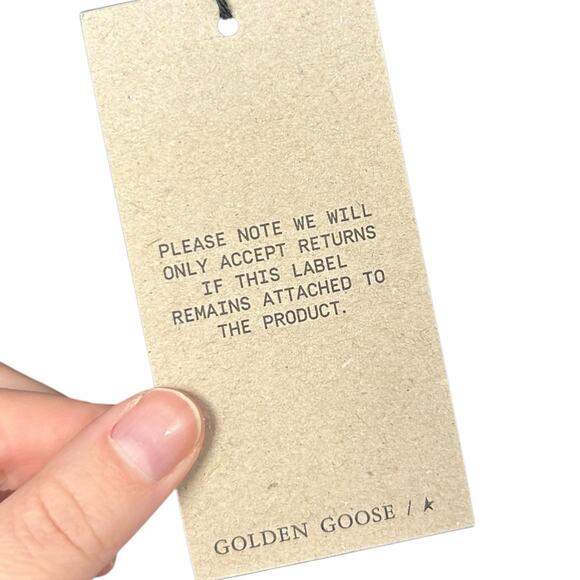 PLEASE NOTE WE WILL
ONLY ACCEPT RETURNS
IF THIS LABEL
REMAINS ATTACHED TO
THE PRODUCT.
GOLDEN GOOSE / ★